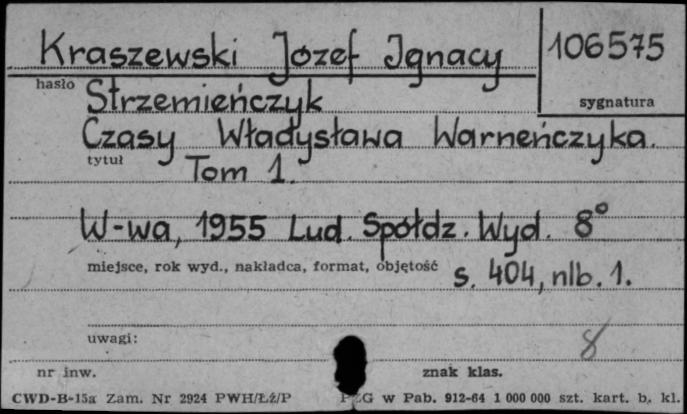 Kraszewski Józef Ignacy 106575
hasło
sygnatura
Strzemieńczyk
Czasy Władysława Warneńczyka.
tytuł
Tom 1.
W-wa, 1955 Lud. Spółdz. Wyd. 8°
miejsce, rok wyd., nakładca, format, objętość
s. 404, nlb. 1.
uwagi:
8
nr inw. znak klas.
CWD-B-15a Zam. Nr 2924 PWH/Łź/P PZG w Pab. 912-64 1 000 000 szt. kart. b. kl.